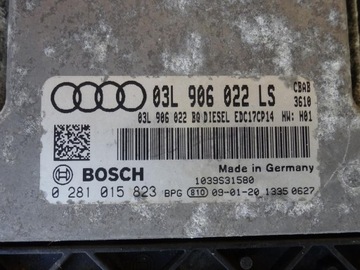 03L 906 022 LS CBAB
3610
03L 906 022 BQ DIESEL EDC17CP14 HW: H01
Made in Germany
BOSCH 1039S31580
0 281 015 823 BPG 810 09-01-20 1335 0627